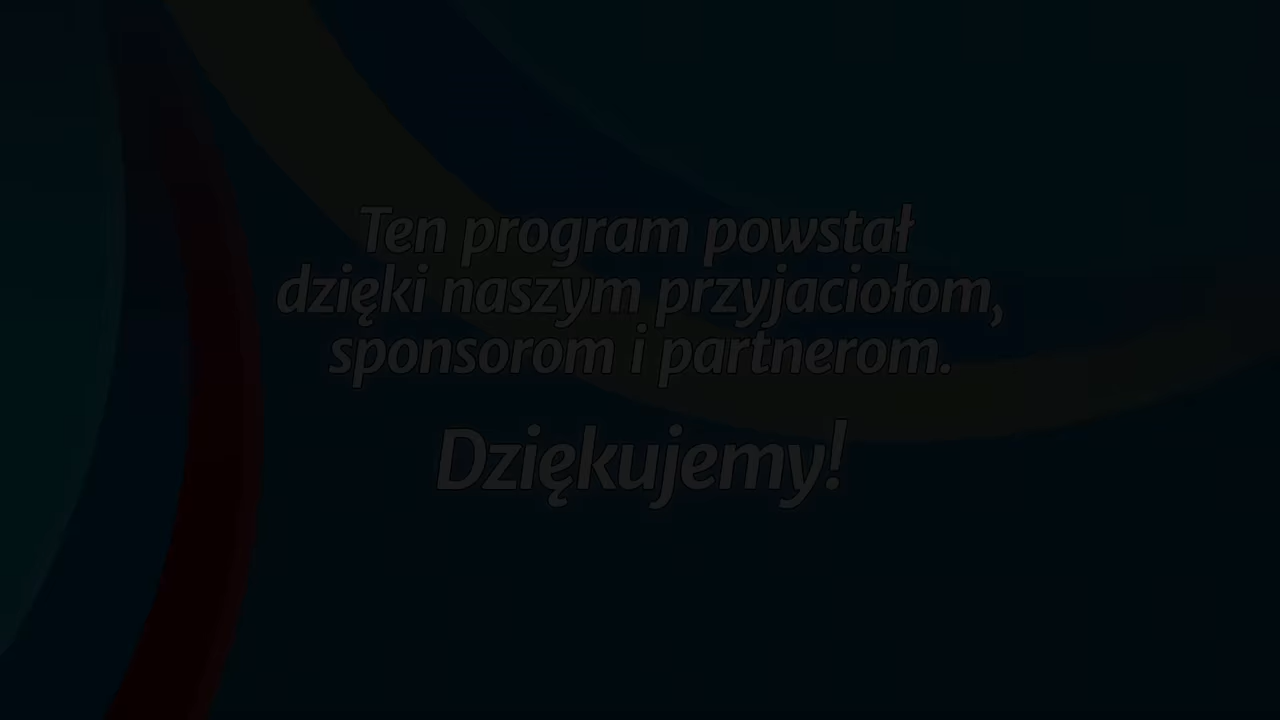 Ten program powstał
dzięki naszym przyjaciołom,
sponsorom i partnerom.
Dziękujemy!